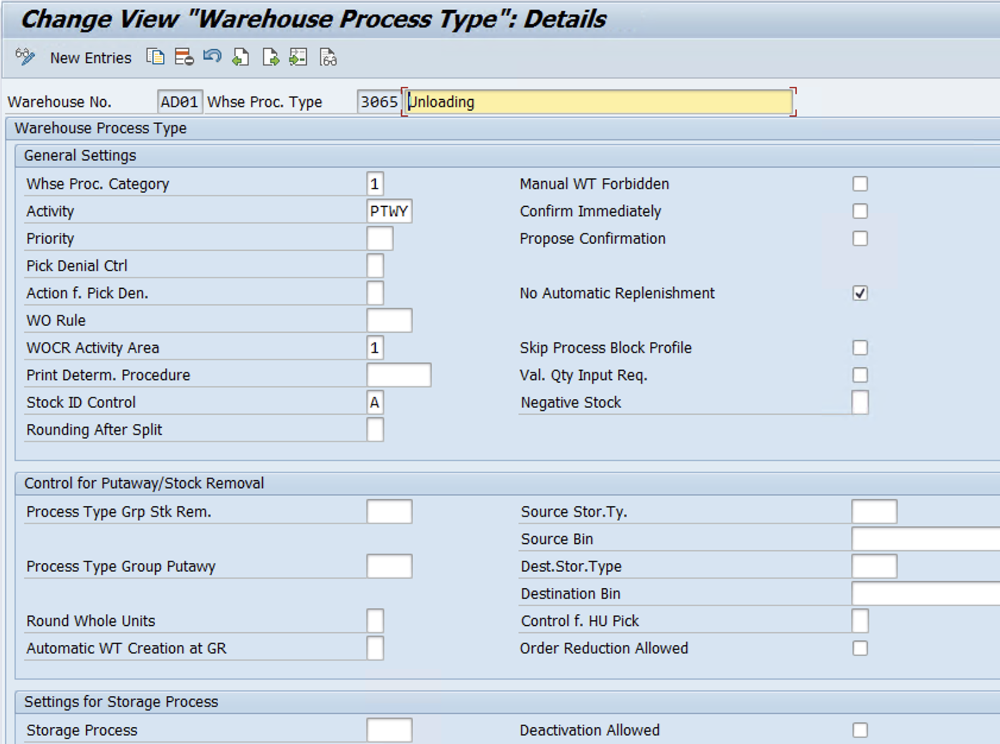 Change View "Warehouse Process Type": Details
New Entries
Warehouse No. AD01 Whse Proc. Type 3065 Unloading
Warehouse Process Type
General Settings
Whse Proc. Category 1 Manual WT Forbidden
Activity PTWY Confirm Immediately
Priority Propose Confirmation
Pick Denial Ctrl
Action f. Pick Den. No Automatic Replenishment
WO Rule
WOCR Activity Area 1 Skip Process Block Profile
Print Determ. Procedure Val. Qty Input Req.
Stock ID Control A Negative Stock
Rounding After Split
Control for Putaway/Stock Removal
Process Type Grp Stk Rem. Source Stor.Ty.
Source Bin
Process Type Group Putawy Dest.Stor.Type
Destination Bin
Round Whole Units Control f. HU Pick
Automatic WT Creation at GR Order Reduction Allowed
Settings for Storage Process
Storage Process Deactivation Allowed